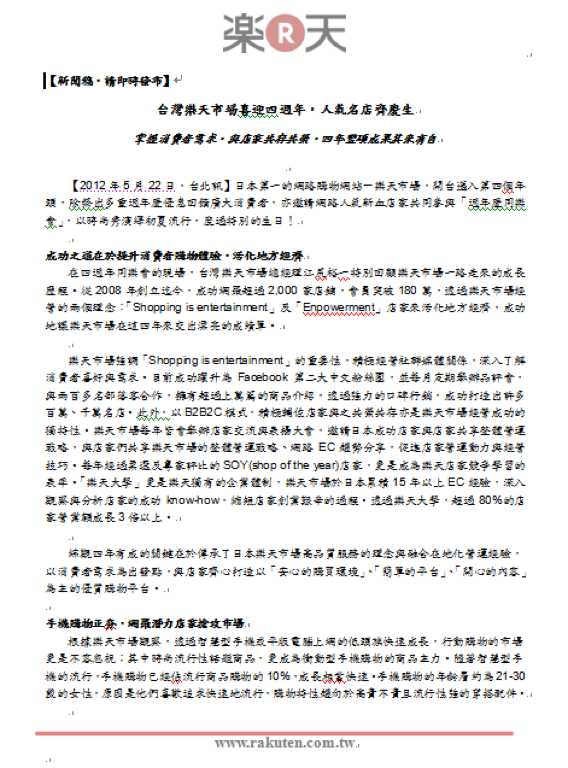 楽R天
【新聞稿，請即時發布】
台灣樂天市場喜迎四週年，人氣名店齊慶生
掌握消費者需求，與店家共存共榮，四年豐碩成果其來有自
【2012 年 5 月 22 日，台北訊】日本第一的網路購物網站－樂天市場，開台邁入第四個年
頭，除祭出多重週年慶優惠回饋廣大消費者，亦邀請網路人氣新血店家共同參與「週年慶同樂
會」，以時尚秀演繹初夏流行，度過特別的生日！
成功之道在於提升消費者購物體驗，活化地方經濟
在四週年同樂會的現場，台灣樂天市場總經理江尻裕一特別回顧樂天市場一路走來的成長
歷程。從 2008 年創立迄今，成功網羅超過 2,000 家店舖，會員突破 180 萬，透過樂天市場經
營的兩個理念：「Shopping is entertainment」及「Enpowerment」店家來活化地方經濟，成功
地讓樂天市場在這四年來交出漂亮的成績單。
樂天市場強調「Shopping is entertainment」的重要性，積極經營社群媒體關係，深入了解
消費者喜好與需求。目前成功躍升為 Facebook 第二大中文粉絲團，並每月定期舉辦品評會，
與兩百多名部落客合作，擁有超過上萬篇的商品介紹，透過強力的口碑行銷，成功打造出許多
百萬、千萬名店。此外，以 B2B2C 模式，積極輔佐店家與之共榮共存亦是樂天市場經營成功的
獨特性。樂天市場每年皆會舉辦店家交流與表揚大會，邀請日本成功店家與店家共享整體營運
戰略，與店家們共享樂天市場的整體營運戰略、網路 EC 趨勢分享，促進店家營運動力與經營
技巧。每年經過票選及專家評比的 SOY(shop of the year)店家，更是成為樂天店家競爭學習的
表率。「樂天大學」更是樂天獨有的企業體制，樂天市場於日本累積 15 年以上 EC 經驗，深入
觀察與分析店家的成功 know-how，縮短店家創業艱辛的過程。透過樂天大學，超過 80%的店
家營業額成長 3 倍以上。
綜觀四年有成的關鍵在於傳承了日本樂天市場高品質服務的理念與融合在地化營運經驗，
以消費者需求為出發點，與店家齊心打造以「安心的購買環境」、「簡單的平台」、「開心的內容」
為主的優質購物平台。
手機購物正夯，網羅潛力店家搶攻市場
根據樂天市場觀察，透過智慧型手機或平版電腦上網的低頭族快速成長，行動購物的市場
更是不容忽視；其中時尚流行性話題商品，更成為衝動型手機購物的商品主力。隨著智慧型手
機的流行，手機購物已經佔流行商品購物的 10%，成長相當快速。手機購物的年齡層約為 21-30
歲的女性，原因是他們喜歡追求快速地流行，購物特性趨向於高貴不貴且流行性強的穿搭配件。
www.rakuten.com.tw